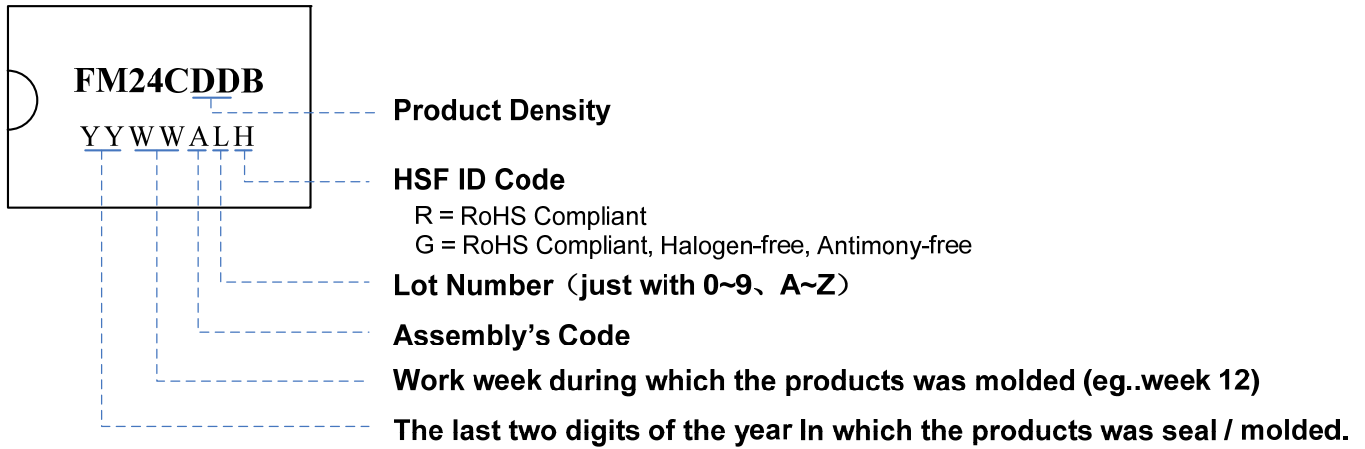 FM24CDDB
YYWWALH
Product Density
HSF ID Code
R = RoHS Compliant
G = RoHS Compliant, Halogen-free, Antimony-free
Lot Number（just with 0~9、A~Z）
Assembly’s Code
Work week during which the products was molded (eg..week 12)
The last two digits of the year In which the products was seal / molded.